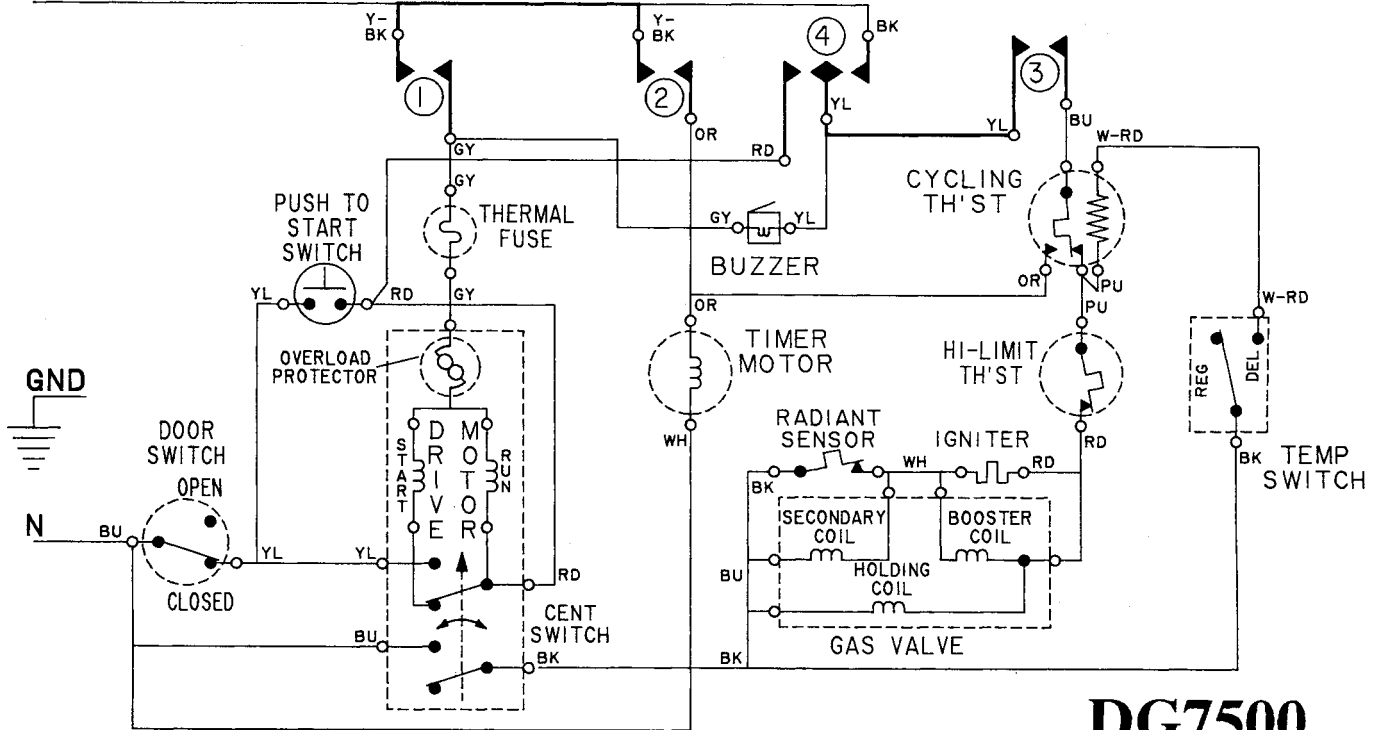 Y-
BK
Y-
BK
BK
4
1
2
3
YL
OR
YL
BU
W-RD
GY
RD
GY
CYCLING
TH'ST
PUSH TO
START
SWITCH
THERMAL
FUSE
GY
YL
BUZZER
OR
PU
YL
RD
GY
OR
PU
W-RD
TIMER
MOTOR
OVERLOAD
PROTECTOR
HI-LIMIT
TH'ST
REG
DEL
GND
DOOR
SWITCH
OPEN
START
DRIVE
MOTOR
RUN
WH
RADIANT
SENSOR
IGNITER
RD
BK
TEMP
SWITCH
BK
WH
RD
N
BU
SECONDARY
COIL
BOOSTER
COIL
YL
YL
HOLDING
COIL
BU
RD
CLOSED
CENT
SWITCH
BU
BK
BK
GAS VALVE
DG7500